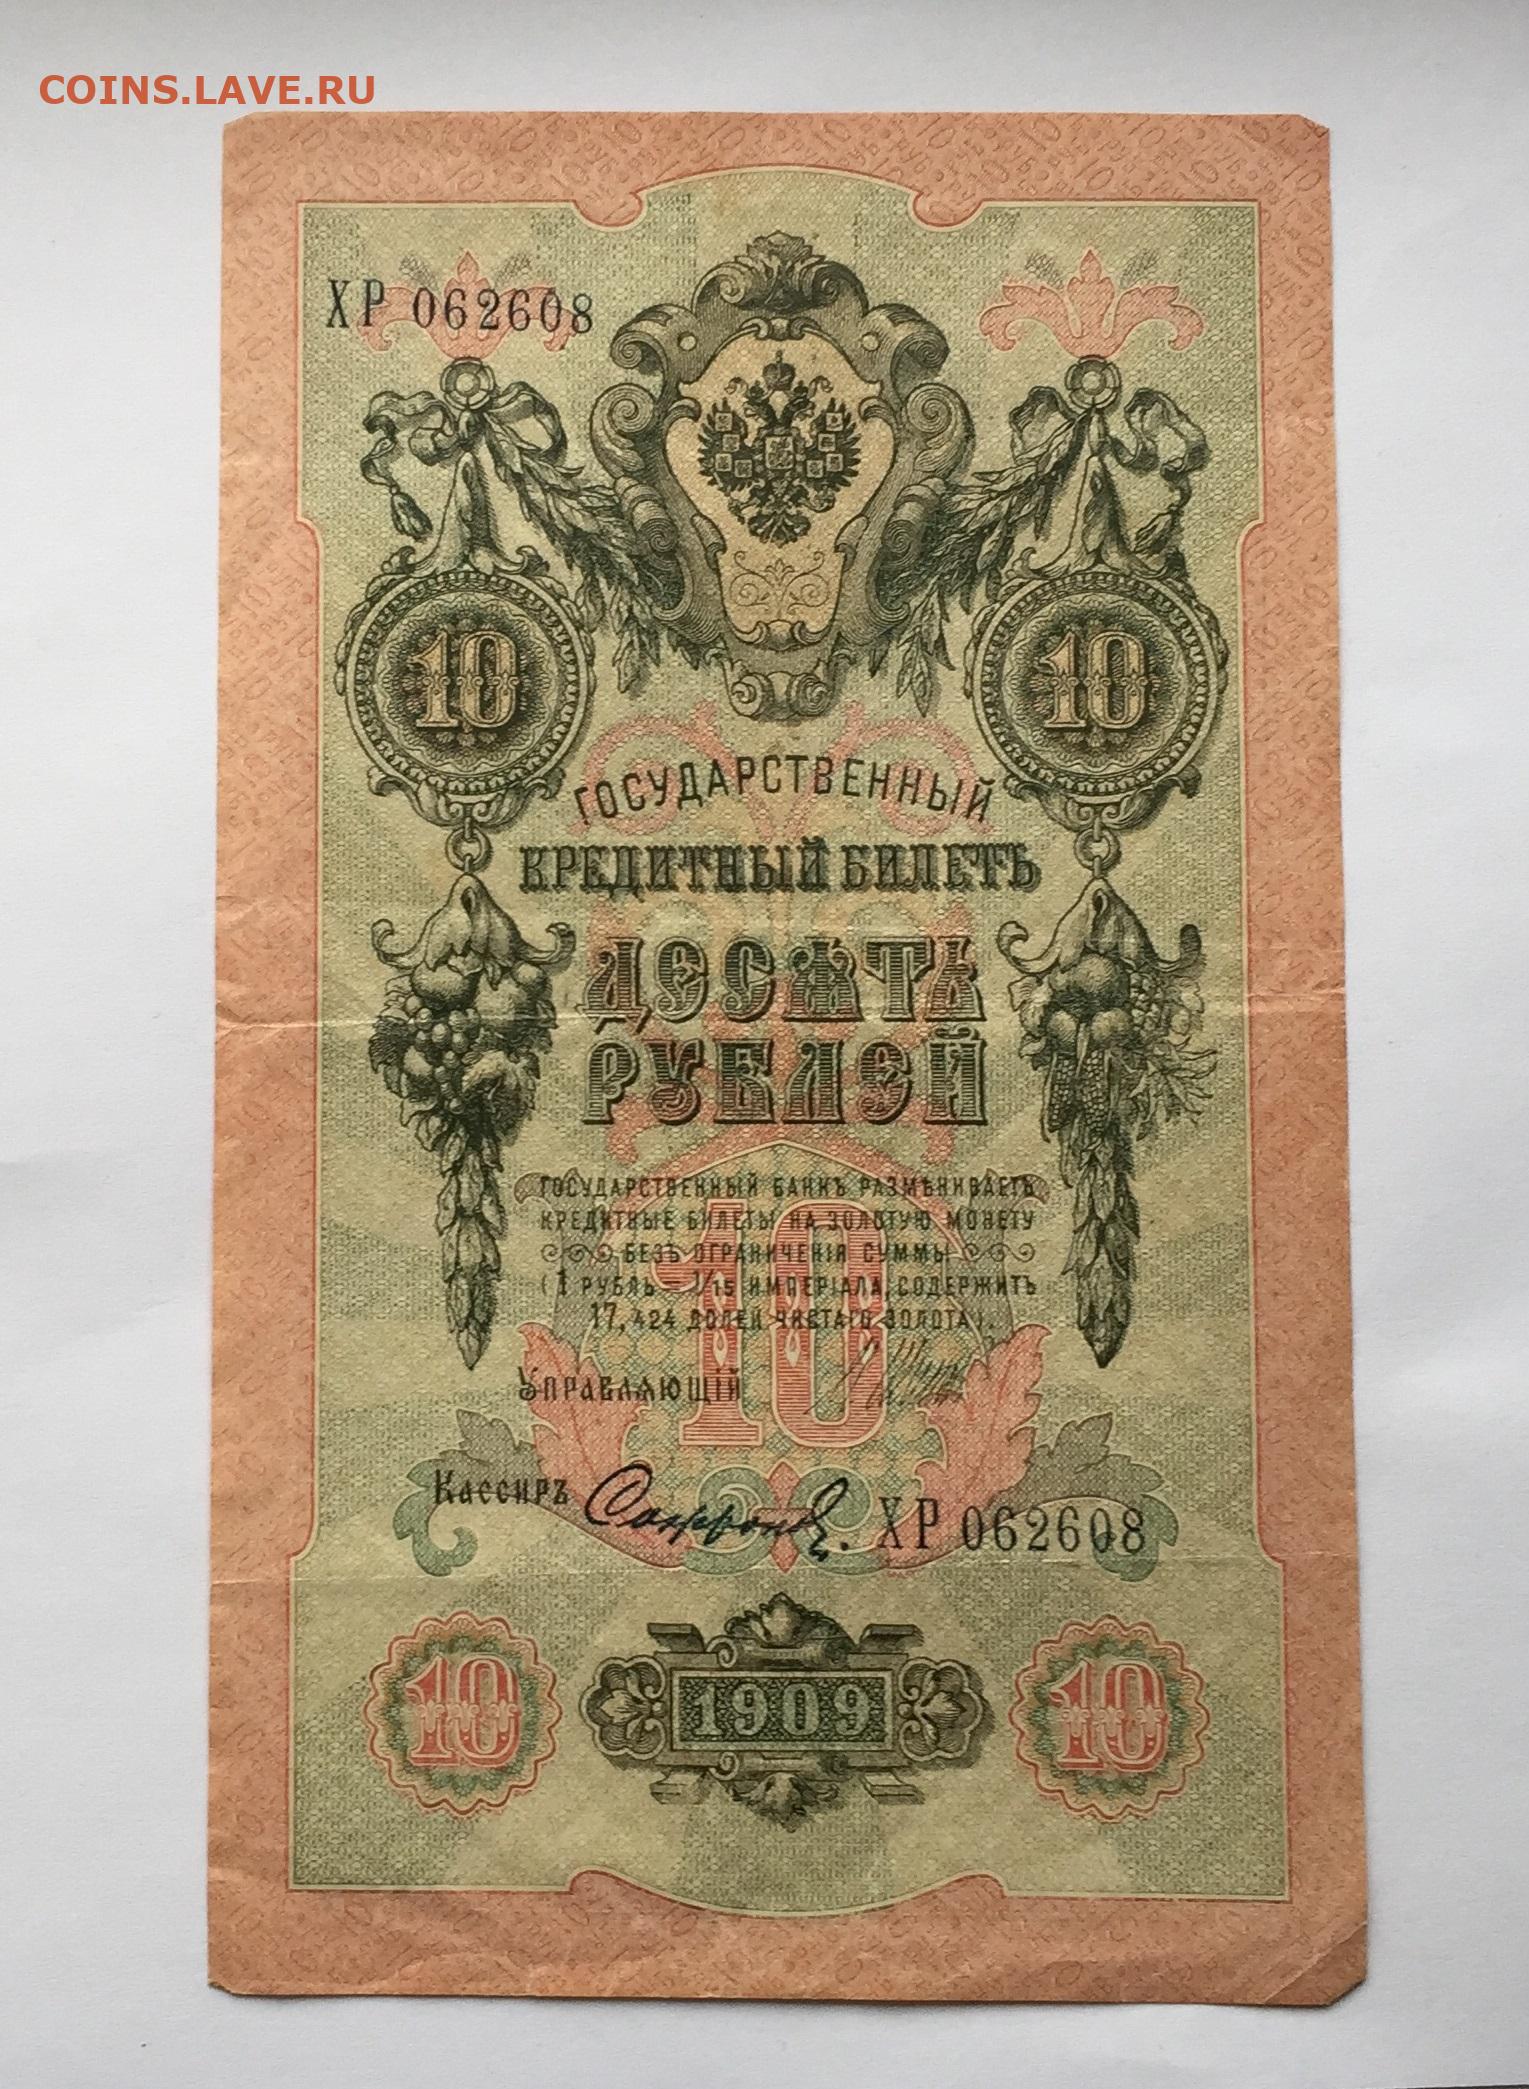 COINS.LAVE.RU
ХР 062608
10 10
ГОСУДАРСТВЕННЫЙ
КРЕДИТНЫЙ БИЛЕТЪ
ДЕСЯТЬ
РУБЛЕЙ
ГОСУДАРСТВЕННЫЙ БАНКЪ РАЗМѢНИВАЕТЪ
КРЕДИТНЫЕ БИЛЕТЫ НА ЗОЛОТУЮ МОНЕТУ
БЕЗЪ ОГРАНИЧЕНІЯ СУММЫ
(1 РУБЛЬ = 1/15 ИМПЕРІАЛА, СОДЕРЖИТЪ
17,424 ДОЛЕЙ ЧИСТАГО ЗОЛОТА).
10
Управляющій
Кассиръ Софронов. ХР 062608
10 1909 10